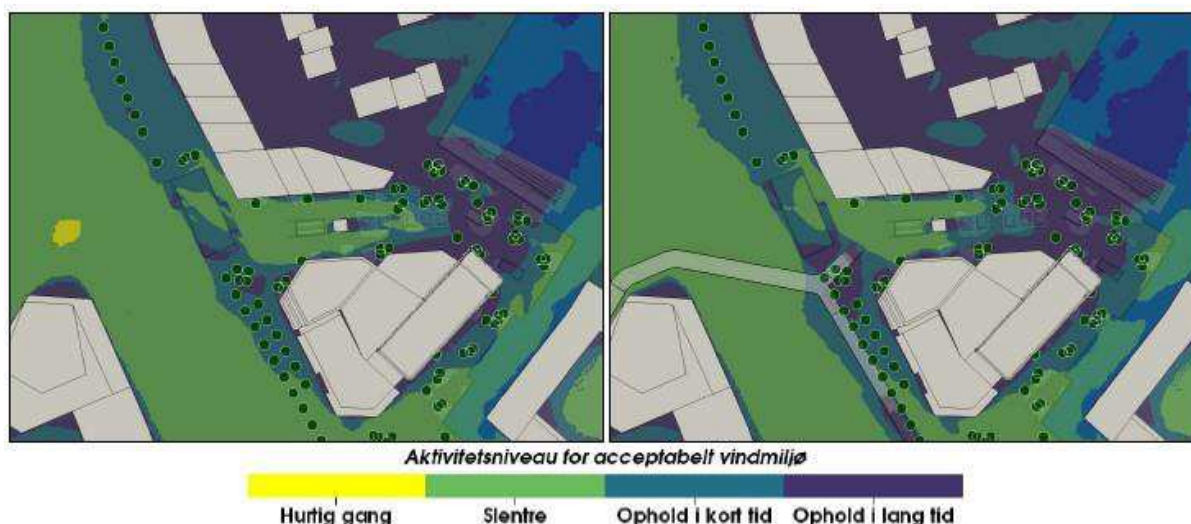 Aktivitetsniveau for acceptabelt vindmiljø
Hurtig gang Slentre Ophold i kort tid Ophold i lang tid